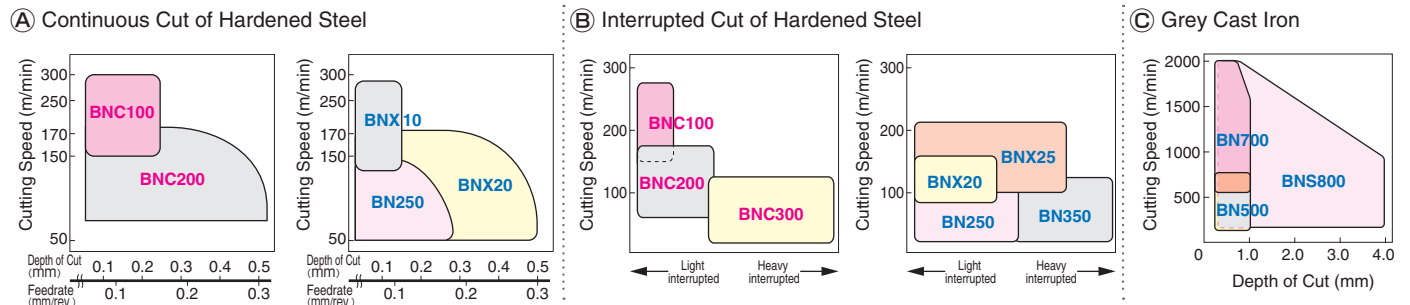 Ⓐ Continuous Cut of Hardened Steel
Cutting Speed (m/min)
300
250
170
150
50
BNC100
BNC200
Depth of Cut
(mm)
0.1 0.2 0.3 0.4 0.5
Feedrate
(mm/rev)
0.1 0.2 0.3
Cutting Speed (m/min)
300
250
170
150
50
BNX10
BNX20
BN250
Depth of Cut
(mm)
0.1 0.2 0.3 0.4 0.5
Feedrate
(mm/rev)
0.1 0.2 0.3
Ⓑ Interrupted Cut of Hardened Steel
Cutting Speed (m/min)
300
200
100
BNC100
BNC200
BNC300
Light
interrupted
Heavy
interrupted
Cutting Speed (m/min)
300
200
100
BNX25
BNX20
BN250
BN350
Light
interrupted
Heavy
interrupted
Ⓒ Grey Cast Iron
Cutting Speed (m/min)
2000
1500
1000
500
BN700
BNS800
BN500
0 1.0 2.0 3.0 4.0
Depth of Cut (mm)